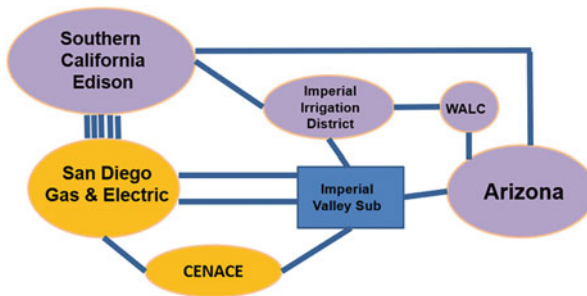 Southern
California
Edison
Imperial
Irrigation
District
WALC
San Diego
Gas & Electric
Imperial
Valley Sub
Arizona
CENACE